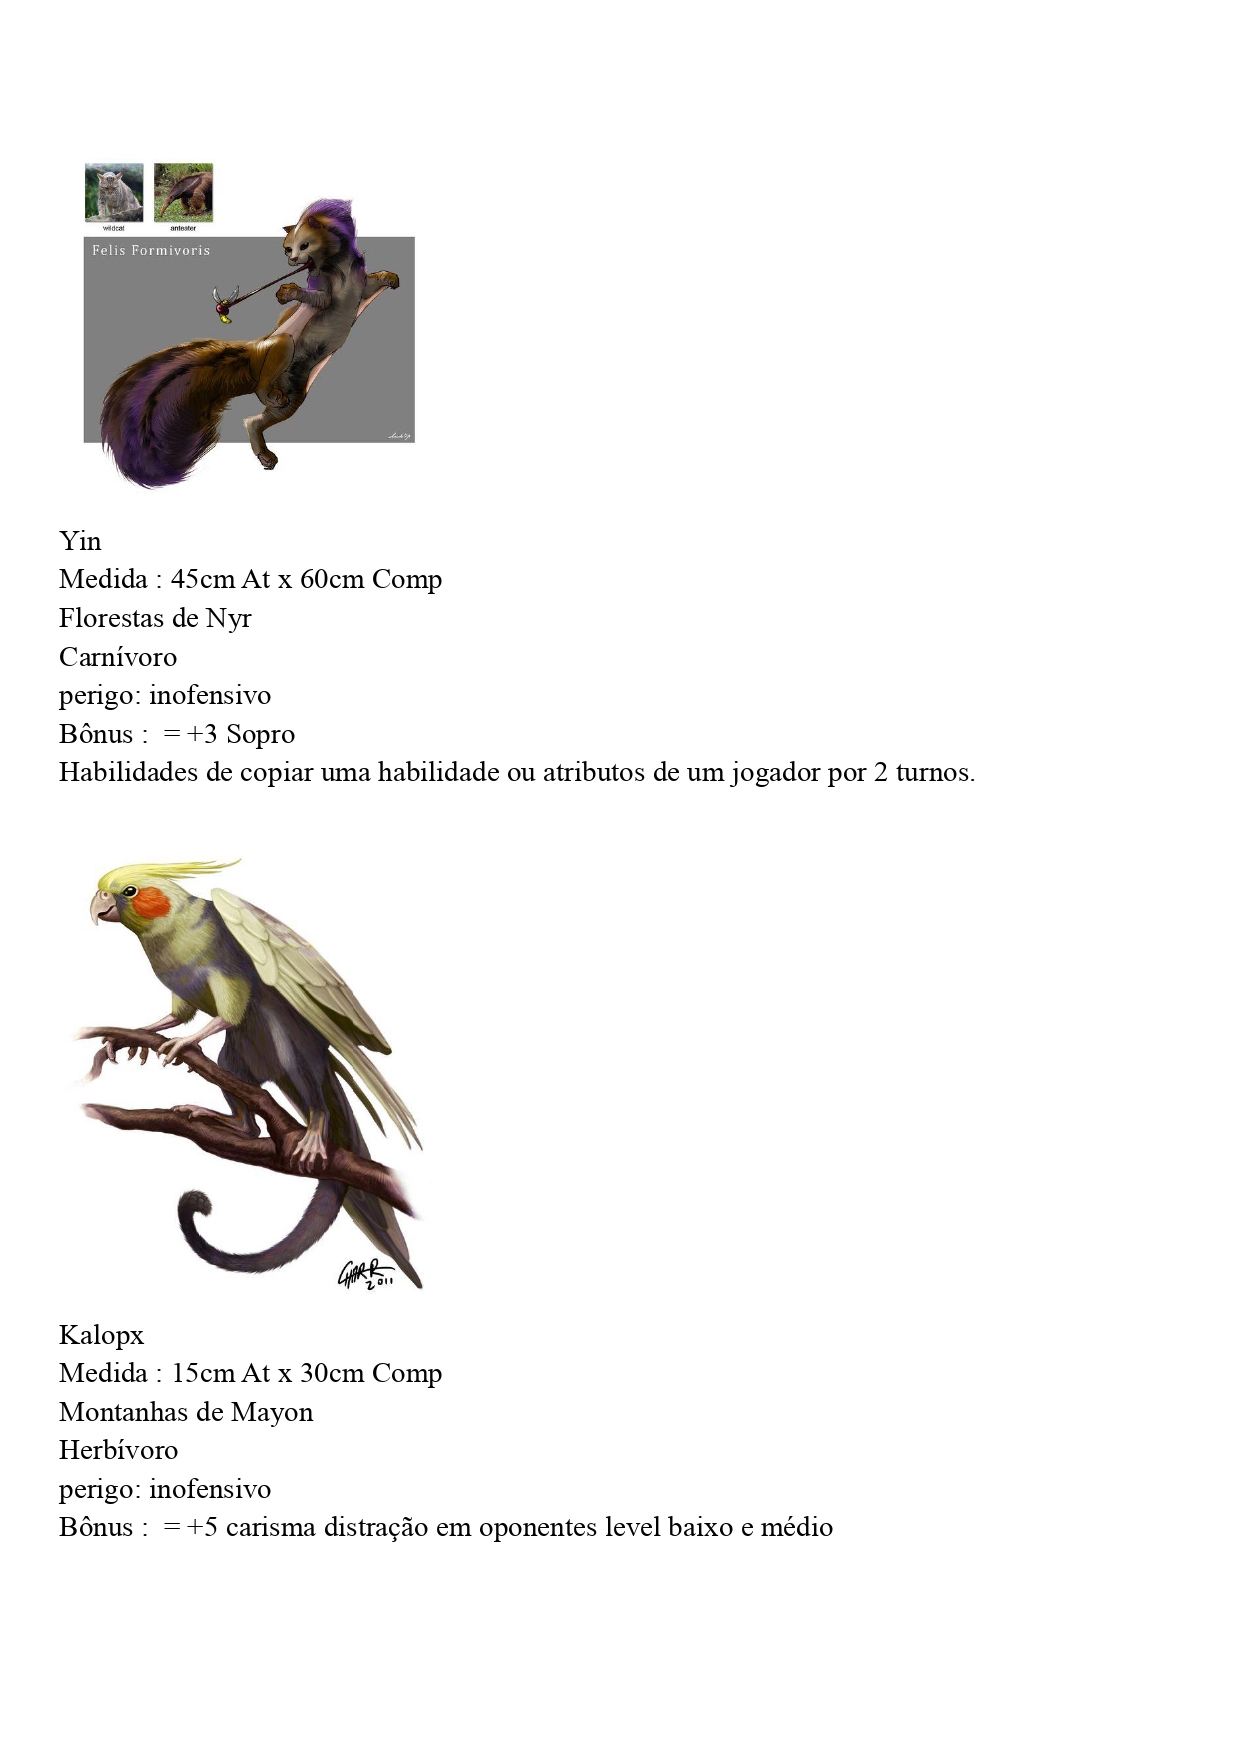 wildcat anteater
Felis Formivoris
Yin
Medida : 45cm At x 60cm Comp
Florestas de Nyr
Carnívoro
perigo: inofensivo
Bônus :  = +3 Sopro
Habilidades de copiar uma habilidade ou atributos de um jogador por 2 turnos.
CHARR
2011
Kalopx
Medida : 15cm At x 30cm Comp
Montanhas de Mayon
Herbívoro
perigo: inofensivo
Bônus :  = +5 carisma distração em oponentes level baixo e médio